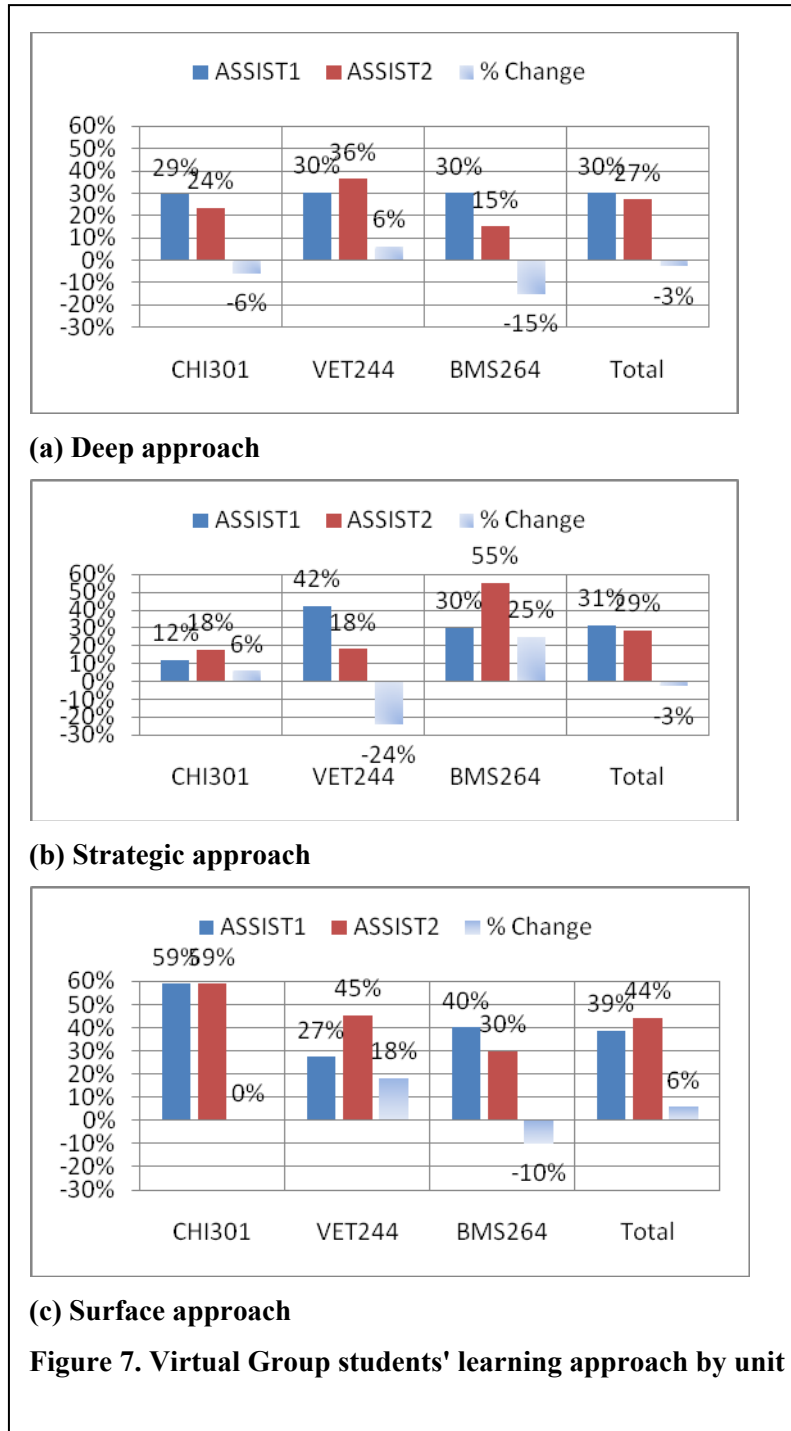 ASSIST1 ASSIST2 % Change
60%
50%
40%
30%
20%
10%
0%
-10%
-20%
-30%
29% 24% -6%
30% 36% 6%
30% 15% -15%
30% 27% -3%
CHI301 VET244 BMS264 Total
(a) Deep approach
ASSIST1 ASSIST2 % Change
60%
50%
40%
30%
20%
10%
0%
-10%
-20%
-30%
12% 18% 6%
42% 18% -24%
30% 55% 25%
31% 29% -3%
CHI301 VET244 BMS264 Total
(b) Strategic approach
ASSIST1 ASSIST2 % Change
60%
50%
40%
30%
20%
10%
0%
-10%
-20%
-30%
59% 59% 0%
27% 45% 18%
40% 30% -10%
39% 44% 6%
CHI301 VET244 BMS264 Total
(c) Surface approach
Figure 7. Virtual Group students' learning approach by unit